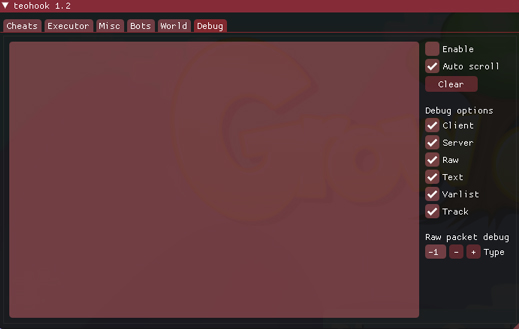 teohook 1.2
Cheats Executor Misc Bots World Debug
Enable
Auto scroll
Clear
Debug options
Client
Server
Raw
Text
Varlist
Track
Raw packet debug
-1 - + Type